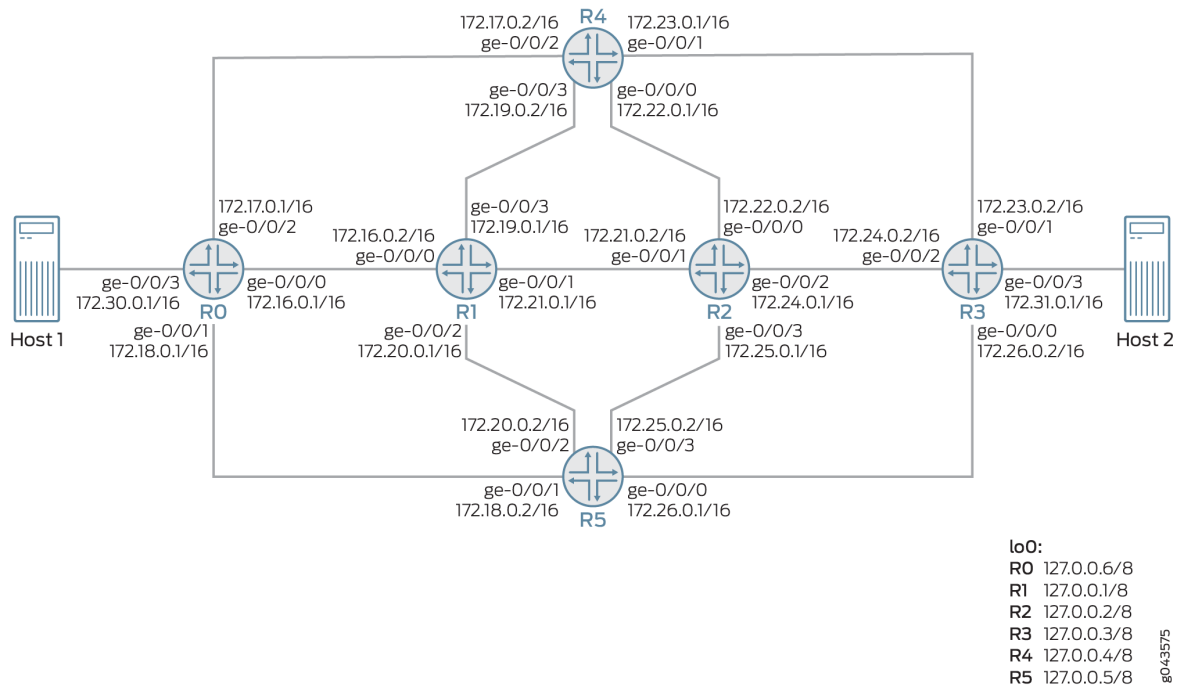 R4
172.17.0.2/16
ge-0/0/2
172.23.0.1/16
ge-0/0/1
ge-0/0/3
172.19.0.2/16
ge-0/0/0
172.22.0.1/16
172.17.0.1/16
ge-0/0/2
ge-0/0/3
172.19.0.1/16
172.22.0.2/16
ge-0/0/0
172.23.0.2/16
ge-0/0/1
172.16.0.2/16
ge-0/0/0
172.21.0.2/16
ge-0/0/1
172.24.0.2/16
ge-0/0/2
ge-0/0/3
172.30.0.1/16
ge-0/0/0
172.16.0.1/16
ge-0/0/1
172.21.0.1/16
ge-0/0/2
172.24.0.1/16
ge-0/0/3
172.31.0.1/16
R0
R1
R2
R3
Host 1
Host 2
ge-0/0/1
172.18.0.1/16
ge-0/0/2
172.20.0.1/16
ge-0/0/3
172.25.0.1/16
ge-0/0/0
172.26.0.2/16
172.20.0.2/16
ge-0/0/2
172.25.0.2/16
ge-0/0/3
ge-0/0/1
172.18.0.2/16
ge-0/0/0
172.26.0.1/16
R5
lo0:
R0 127.0.0.6/8
R1 127.0.0.1/8
R2 127.0.0.2/8
R3 127.0.0.3/8
R4 127.0.0.4/8
R5 127.0.0.5/8
g043575